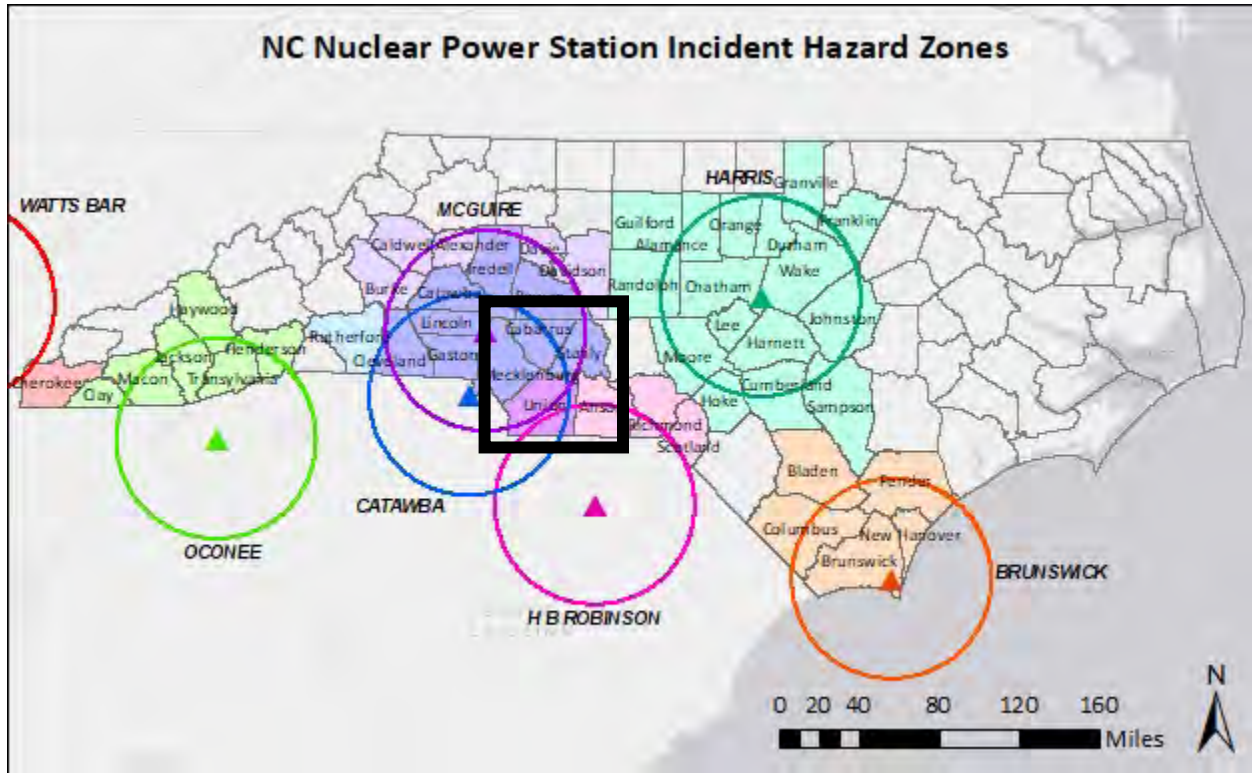 NC Nuclear Power Station Incident Hazard Zones
WATTS BAR
MCGUIRE
HARRIS
Granville
Guilford
Orange
Franklin
Caldwell
Alexander
Davie
Alamance
Durham
Iredell
Davidson
Wake
Haywood
Burke
Catawba
Randolph
Chatham
Rutherford
Lincoln
Cabarrus
Lee
Johnston
Jackson
Henderson
Cleveland
Gaston
Stanly
Moore
Harnett
Cherokee
Macon
Transylvania
Mecklenburg
Cumberland
Clay
Union
Anson
Hoke
Sampson
Richmond
Scotland
Bladen
Pender
CATAWBA
Columbus
New Hanover
OCONEE
Brunswick
BRUNSWICK
H B ROBINSON
N
0 20 40 80 120 160
Miles